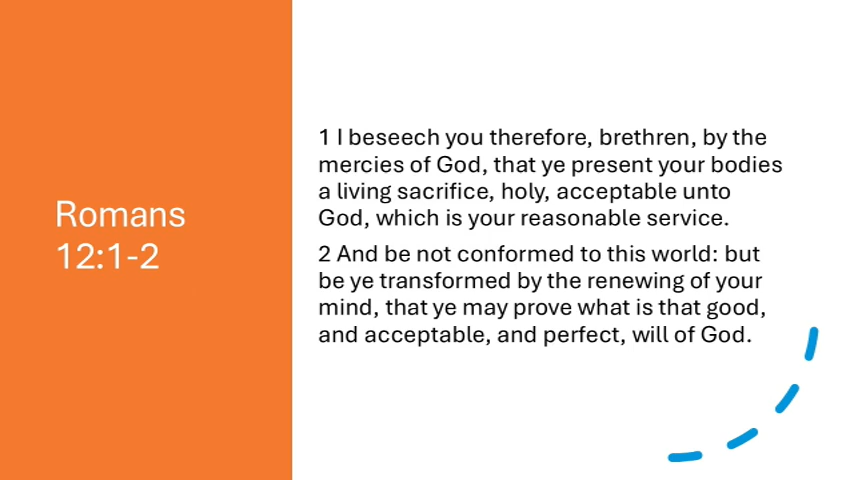 Romans
12:1-2
1 I beseech you therefore, brethren, by the
mercies of God, that ye present your bodies
a living sacrifice, holy, acceptable unto
God, which is your reasonable service.
2 And be not conformed to this world: but
be ye transformed by the renewing of your
mind, that ye may prove what is that good,
and acceptable, and perfect, will of God.